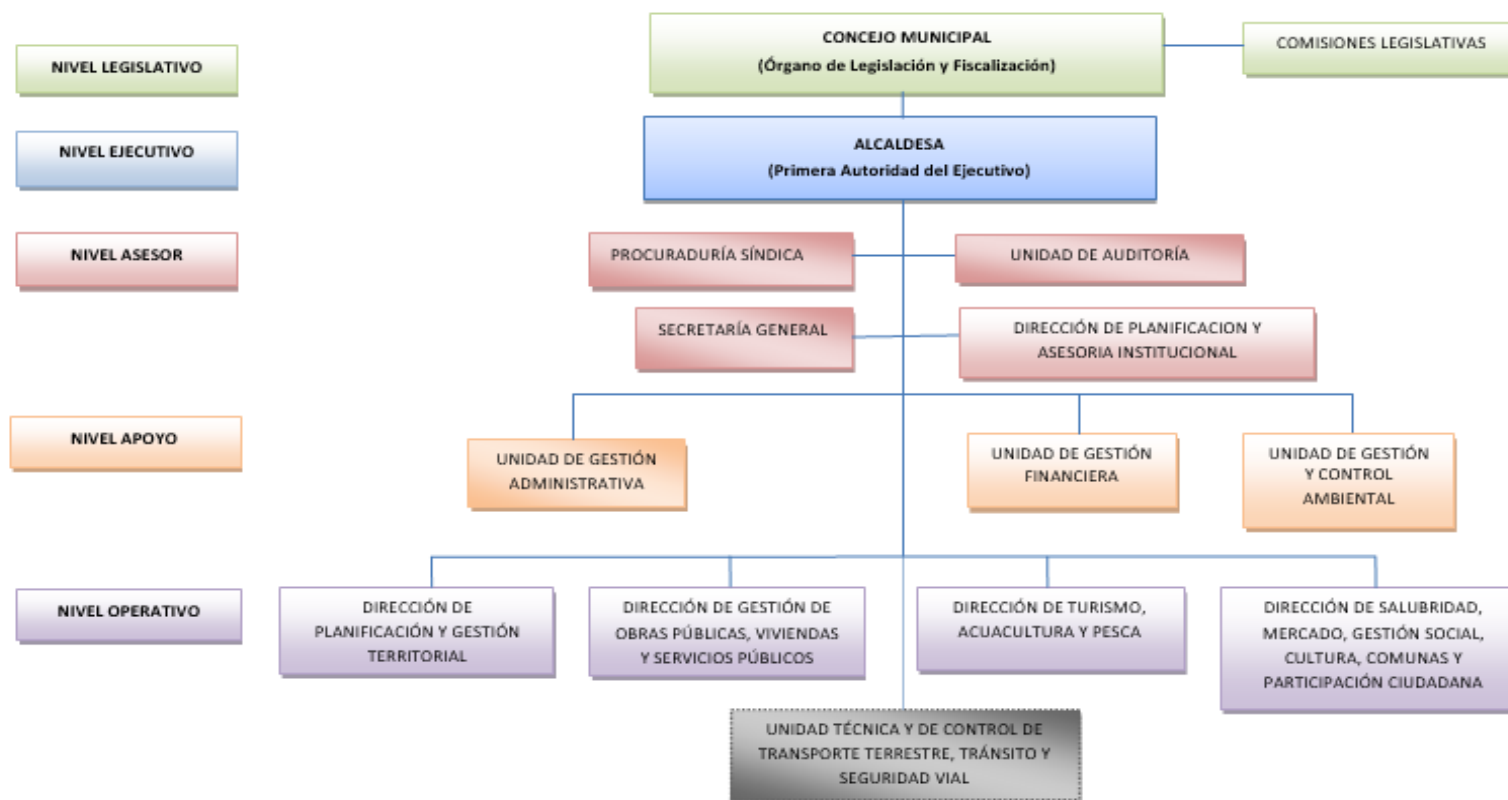 NIVEL LEGISLATIVO
CONCEJO MUNICIPAL
(Órgano de Legislación y Fiscalización)
COMISIONES LEGISLATIVAS
NIVEL EJECUTIVO
ALCALDESA
(Primera Autoridad del Ejecutivo)
NIVEL ASESOR
PROCURADURÍA SÍNDICA
UNIDAD DE AUDITORÍA
SECRETARÍA GENERAL
DIRECCIÓN DE PLANIFICACION Y
ASESORIA INSTITUCIONAL
NIVEL APOYO
UNIDAD DE GESTIÓN
ADMINISTRATIVA
UNIDAD DE GESTIÓN
FINANCIERA
UNIDAD DE GESTIÓN
Y CONTROL
AMBIENTAL
NIVEL OPERATIVO
DIRECCIÓN DE
PLANIFICACIÓN Y GESTIÓN
TERRITORIAL
DIRECCIÓN DE GESTIÓN DE
OBRAS PÚBLICAS, VIVIENDAS
Y SERVICIOS PÚBLICOS
DIRECCIÓN DE TURISMO,
ACUACULTURA Y PESCA
DIRECCIÓN DE SALUBRIDAD,
MERCADO, GESTIÓN SOCIAL,
CULTURA, COMUNAS Y
PARTICIPACIÓN CIUDADANA
UNIDAD TÉCNICA Y DE CONTROL DE
TRANSPORTE TERRESTRE, TRÁNSITO Y
SEGURIDAD VIAL